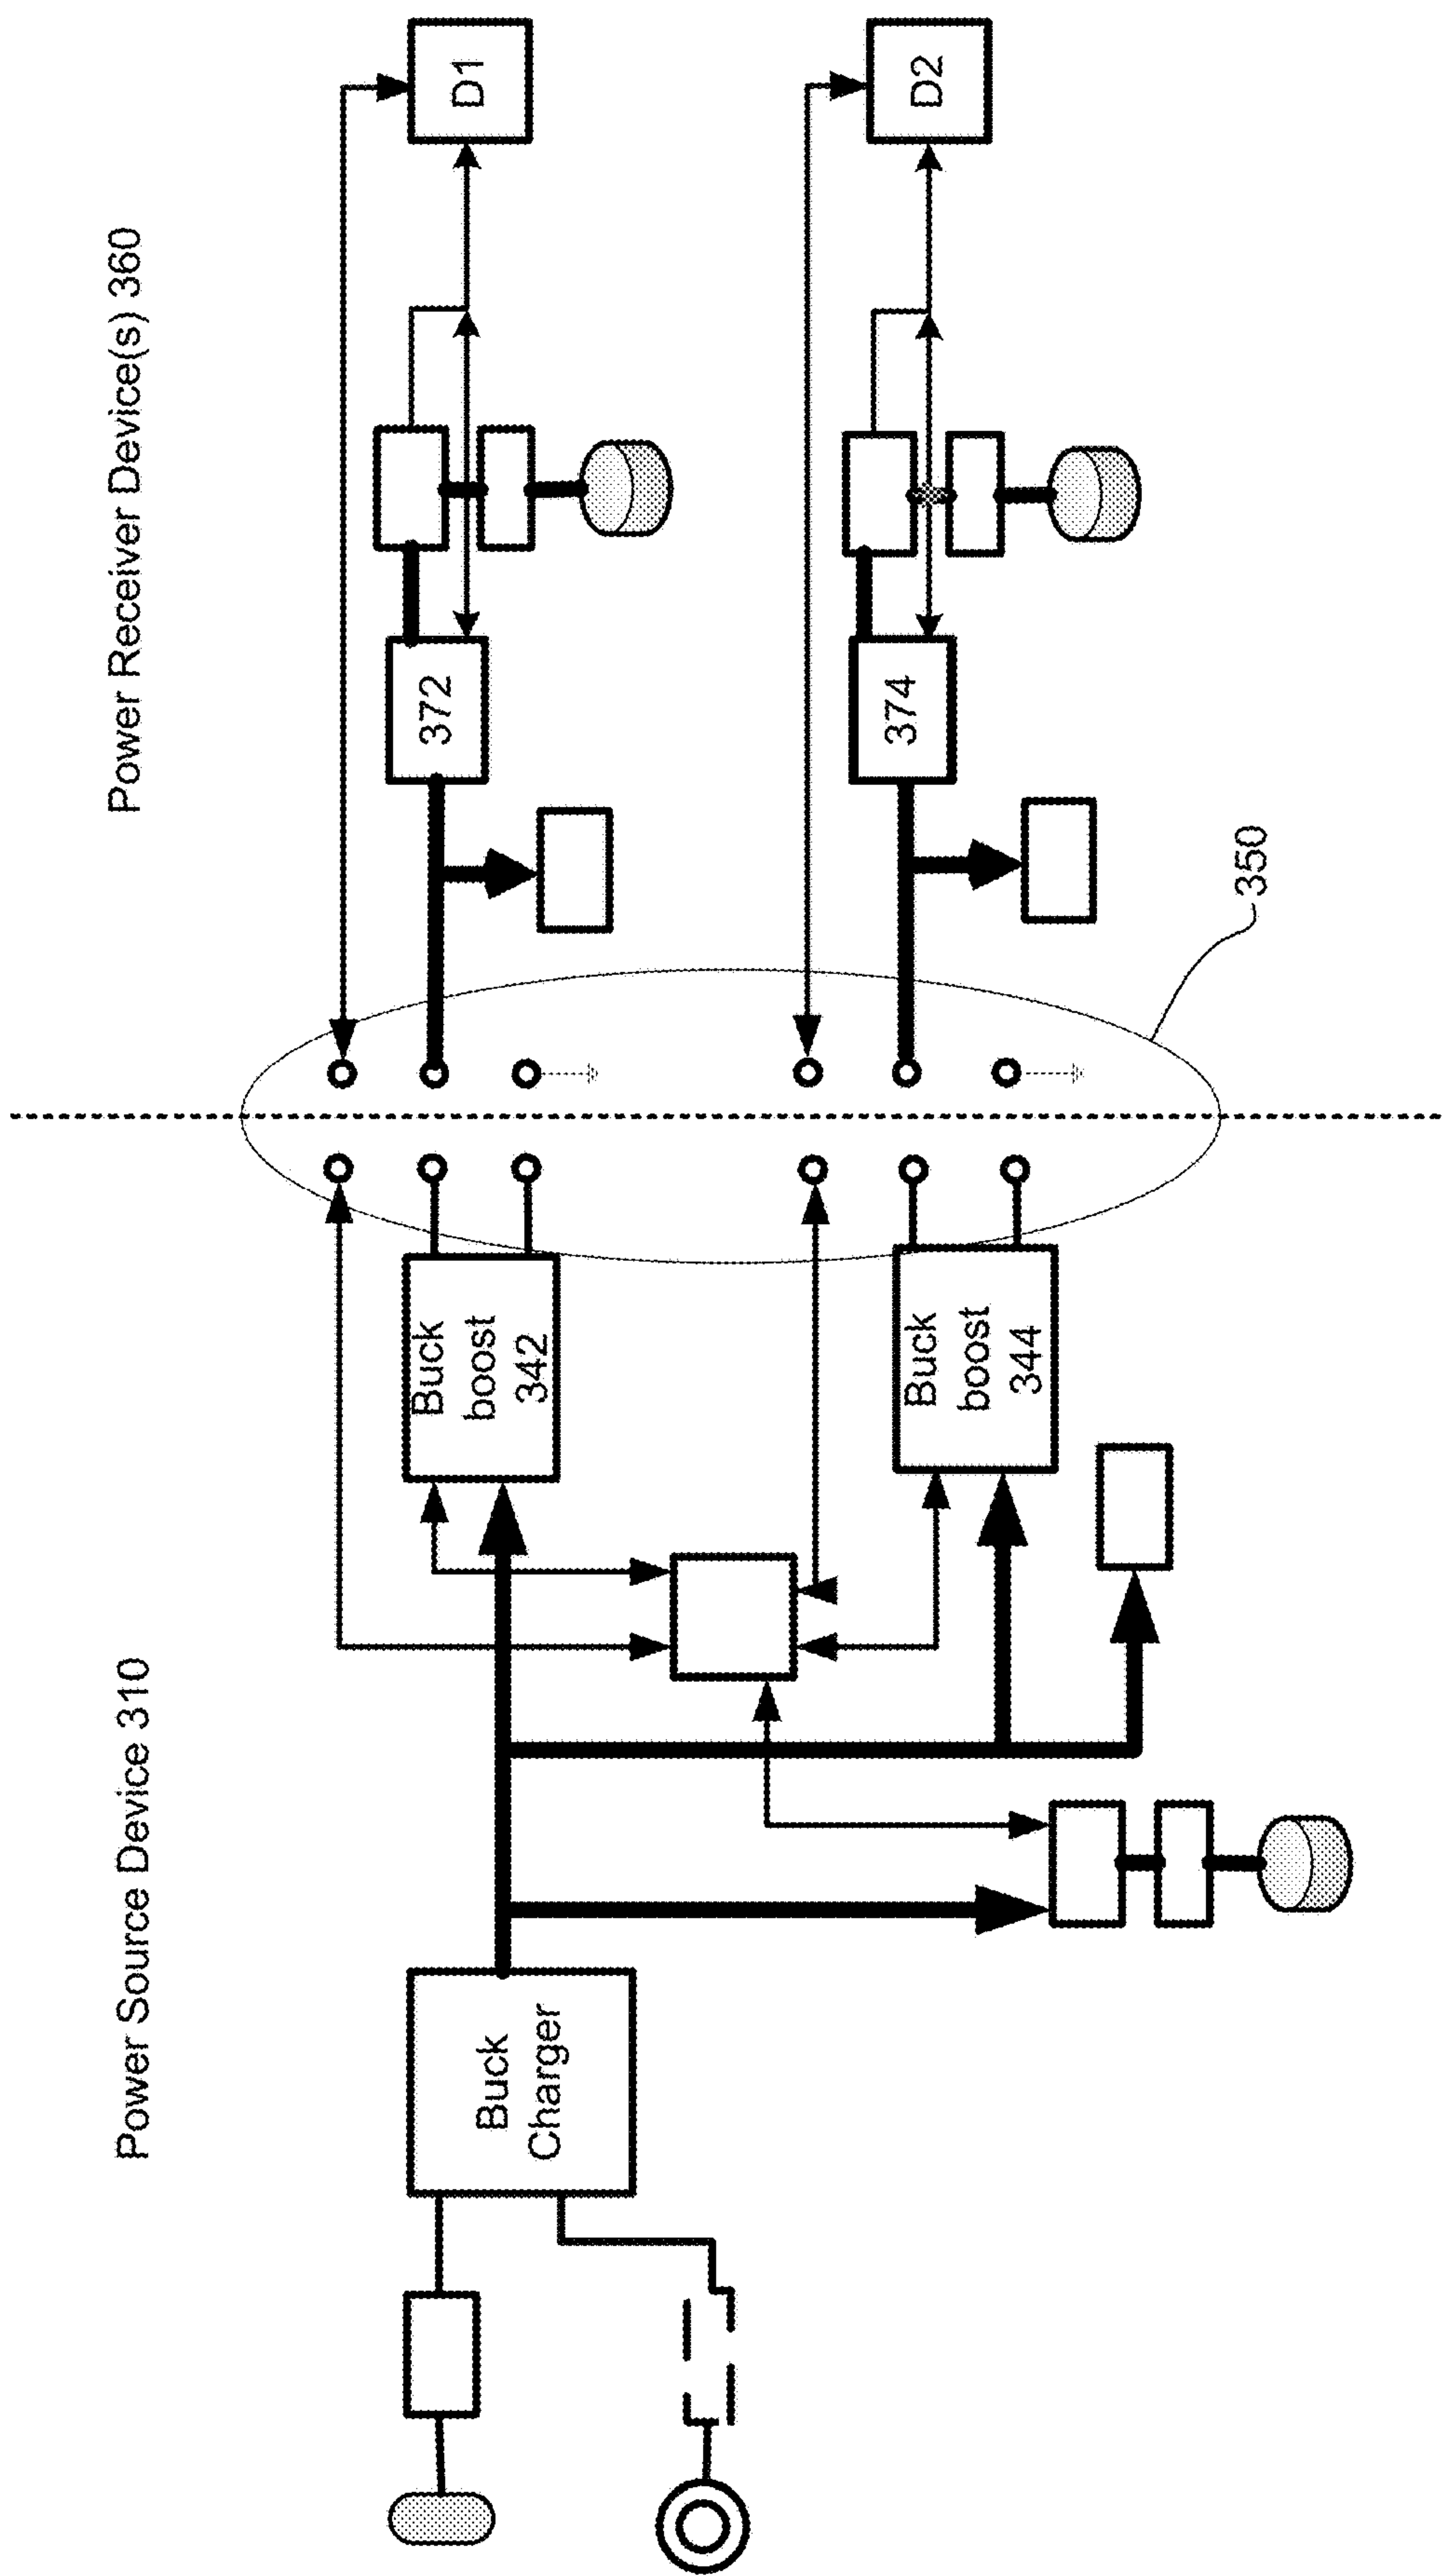 Power Source Device 310
Power Receiver Device(s) 360
Buck
Charger
Buck
boost
342
Buck
boost
344
350
372
374
D1
D2